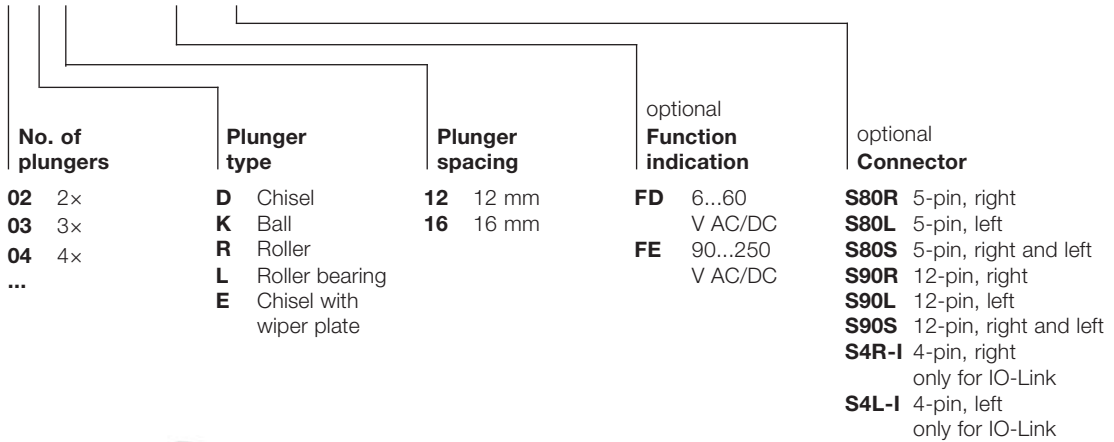 No. of
plungers
02 2×
03 3×
04 4×
...
Plunger
type
D Chisel
K Ball
R Roller
L Roller bearing
E Chisel with
wiper plate
Plunger
spacing
12 12 mm
16 16 mm
optional
Function
indication
FD 6...60
V AC/DC
FE 90...250
V AC/DC
optional
Connector
S80R 5-pin, right
S80L 5-pin, left
S80S 5-pin, right and left
S90R 12-pin, right
S90L 12-pin, left
S90S 12-pin, right and left
S4R-I 4-pin, right
only for IO-Link
S4L-I 4-pin, left
only for IO-Link